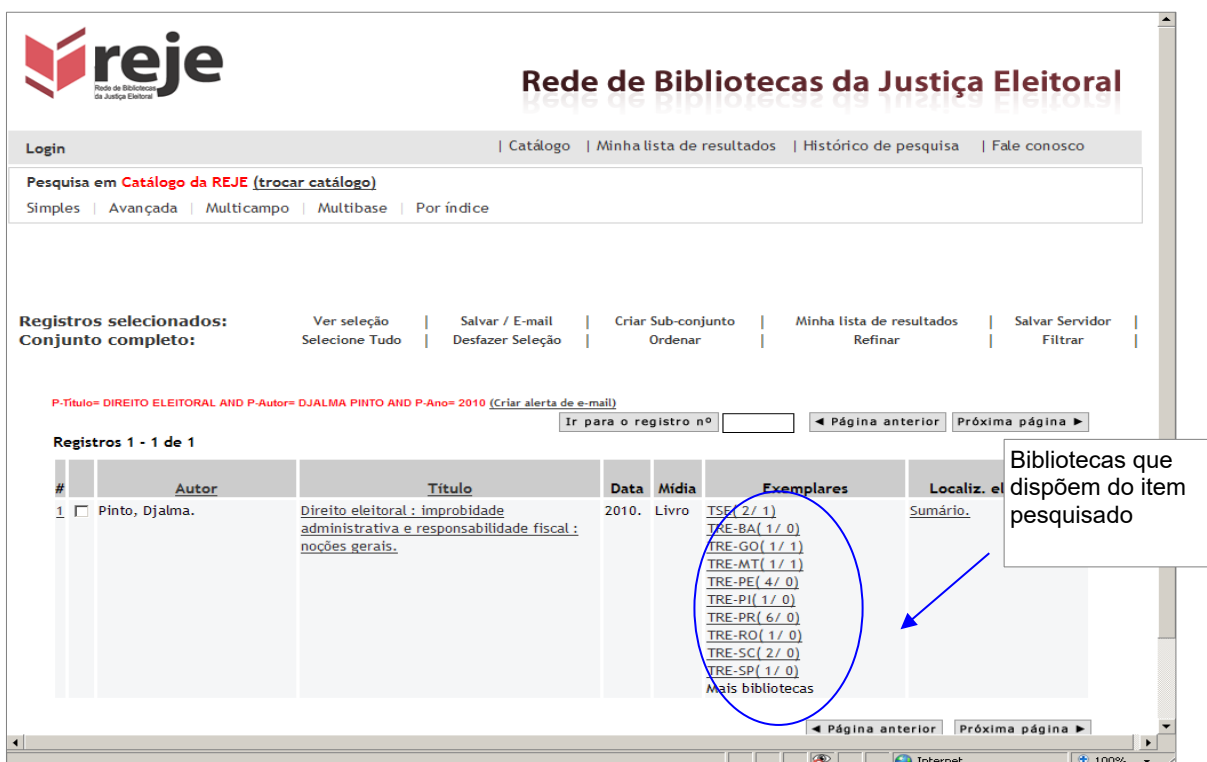 reje
Rede de Bibliotecas
da Justiça Eleitoral
Rede de Bibliotecas da Justiça Eleitoral
Login | Catálogo | Minha lista de resultados | Histórico de pesquisa | Fale conosco
Pesquisa em Catálogo da REJE (trocar catálogo)
Simples | Avançada | Multicampo | Multibase | Por índice
Registros selecionados: Ver seleção | Salvar / E-mail | Criar Sub-conjunto | Minha lista de resultados | Salvar Servidor |
Conjunto completo: Selecione Tudo | Desfazer Seleção | Ordenar | Refinar | Filtrar |
P-Título= DIREITO ELEITORAL AND P-Autor= DJALMA PINTO AND P-Ano= 2010 (Criar alerta de e-mail)
Ir para o registro nº ◄ Página anterior Próxima página ►
Registros 1 - 1 de 1
Bibliotecas que
dispõem do item
pesquisado
# Autor Título Data Mídia Exemplares Localiz. el
1 Pinto, Djalma. Direito eleitoral : improbidade 2010. Livro TSE( 2/ 1) Sumário.
administrativa e responsabilidade fiscal : TRE-BA( 1/ 0)
noções gerais. TRE-GO( 1/ 1)
TRE-MT( 1/ 1)
TRE-PE( 4/ 0)
TRE-PI( 1/ 0)
TRE-PR( 6/ 0)
TRE-RO( 1/ 0)
TRE-SC( 2/ 0)
TRE-SP( 1/ 0)
Mais bibliotecas
◄ Página anterior Próxima página ►
Internet 100%